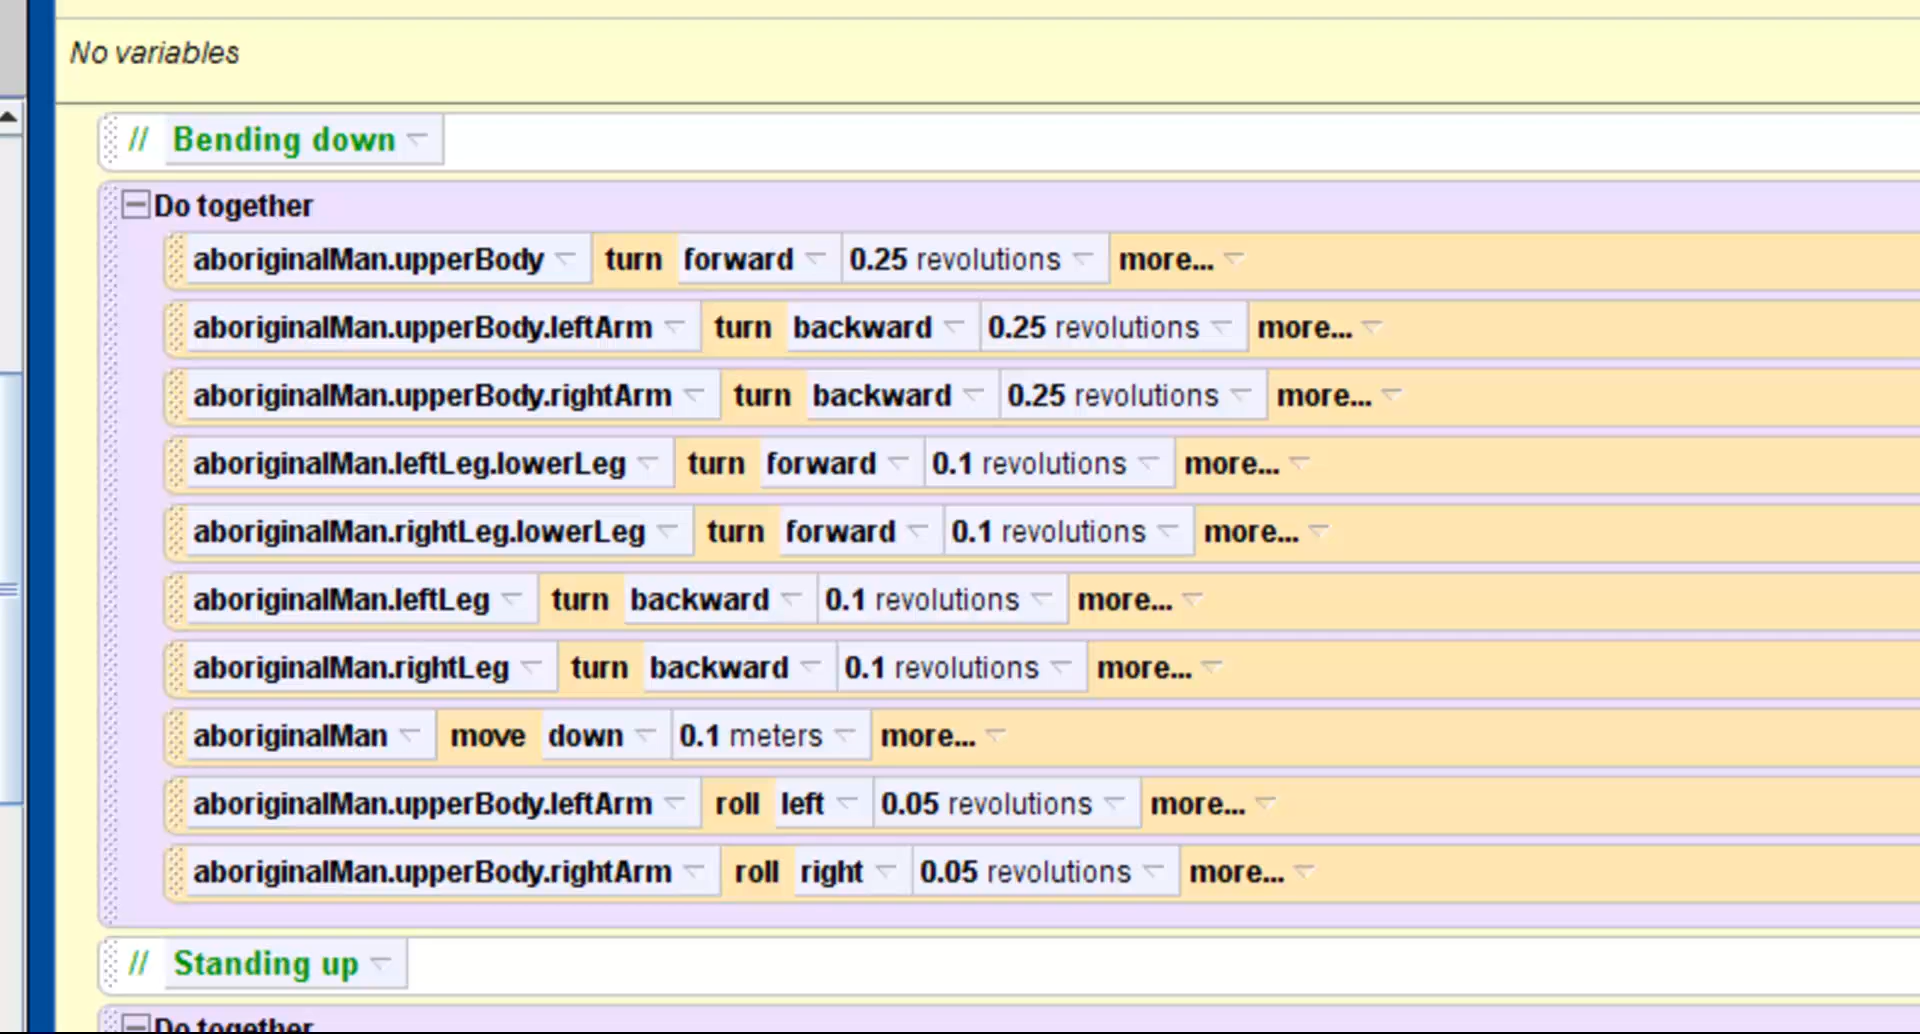 No variables
// Bending down
Do together
aboriginalMan.upperBody turn forward 0.25 revolutions more...
aboriginalMan.upperBody.leftArm turn backward 0.25 revolutions more...
aboriginalMan.upperBody.rightArm turn backward 0.25 revolutions more...
aboriginalMan.leftLeg.lowerLeg turn forward 0.1 revolutions more...
aboriginalMan.rightLeg.lowerLeg turn forward 0.1 revolutions more...
aboriginalMan.leftLeg turn backward 0.1 revolutions more...
aboriginalMan.rightLeg turn backward 0.1 revolutions more...
aboriginalMan move down 0.1 meters more...
aboriginalMan.upperBody.leftArm roll left 0.05 revolutions more...
aboriginalMan.upperBody.rightArm roll right 0.05 revolutions more...
// Standing up
Do together